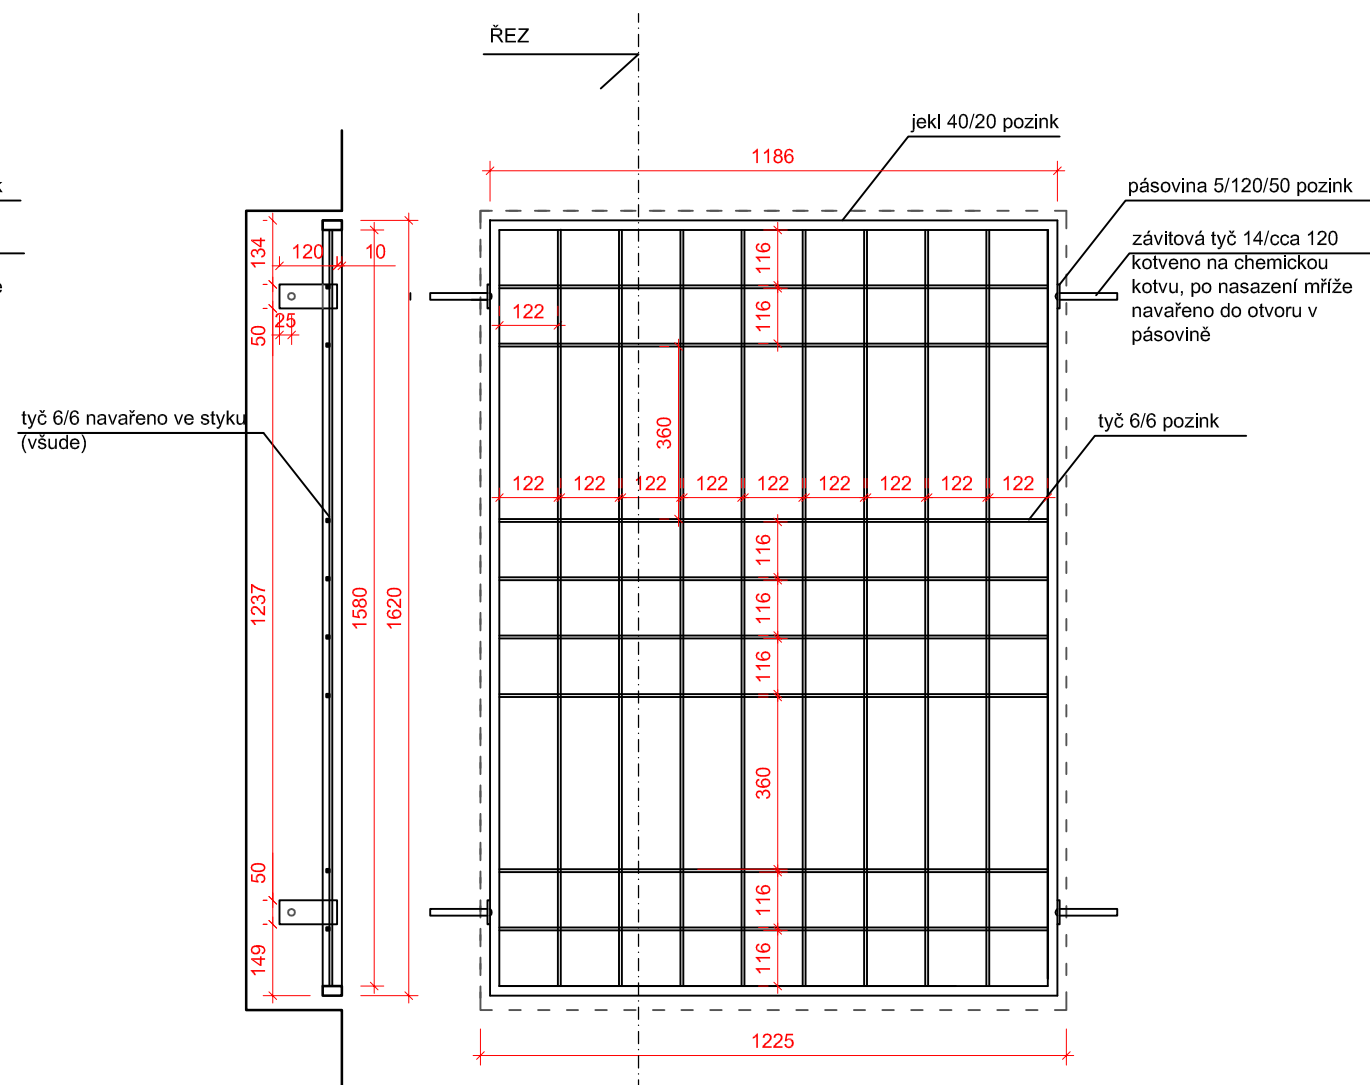 ŘEZ
jekl 40/20 pozink
1186
pásovina 5/120/50 pozink
k
závitová tyč 14/cca 120
kotveno na chemickou
kotvu, po nasazení mříže
navařeno do otvoru v
pásovině
134
120
10
116
116
122
25
50
tyč 6/6 navařeno ve styku
(všude)
360
tyč 6/6 pozink
122
122
122
122
122
122
122
122
122
116
116
116
1237
1580
1620
360
50
149
116
116
1225